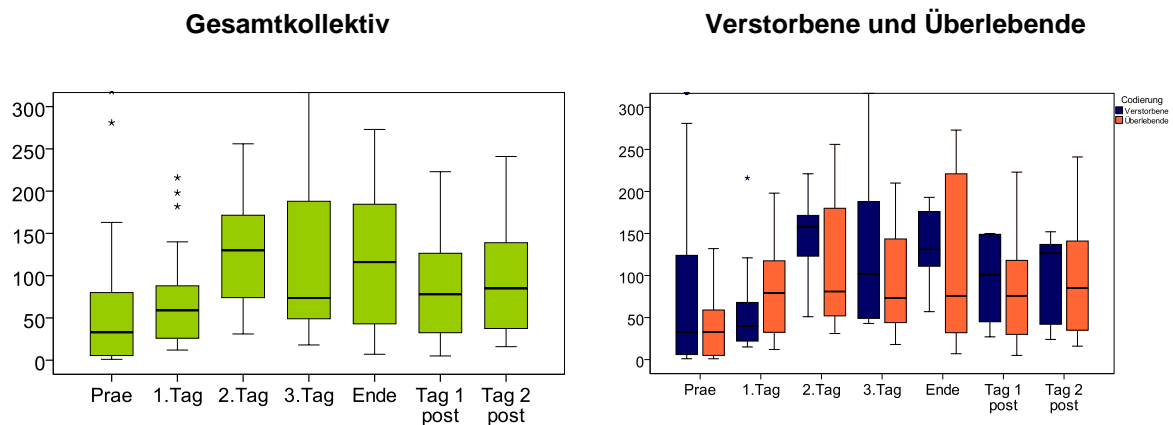 Gesamtkollektiv
300
250
200
150
100
50
0
Prae 1.Tag 2.Tag 3.Tag Ende Tag 1 post Tag 2 post
Verstorbene und Überlebende
300
250
200
150
100
50
0
Prae 1.Tag 2.Tag 3.Tag Ende Tag 1 post Tag 2 post
Codierung
Verstorbene
Überlebende